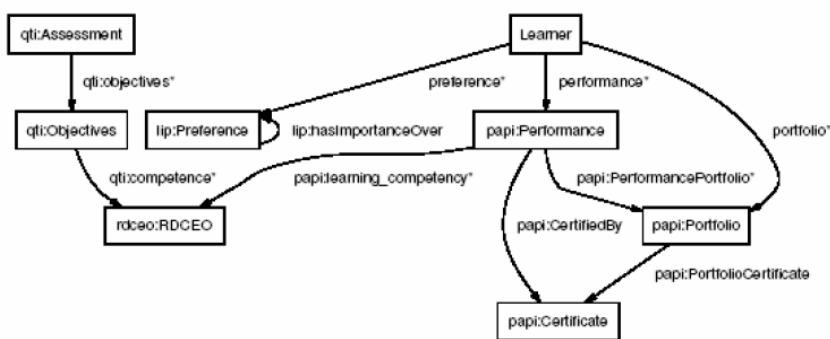 qti:Assessment
Learner
qti:objectives*
preference*
performance*
qti:Objectives
lip:Preference
lip:hasImportanceOver
papi:Performance
portfolio*
qti:competence*
papi:learning_competency*
papi:PerformancePortfolio*
rdceo:RDCEO
papi:CertifiedBy
papi:Portfolio
papi:PortfolioCertificate
papi:Certificate